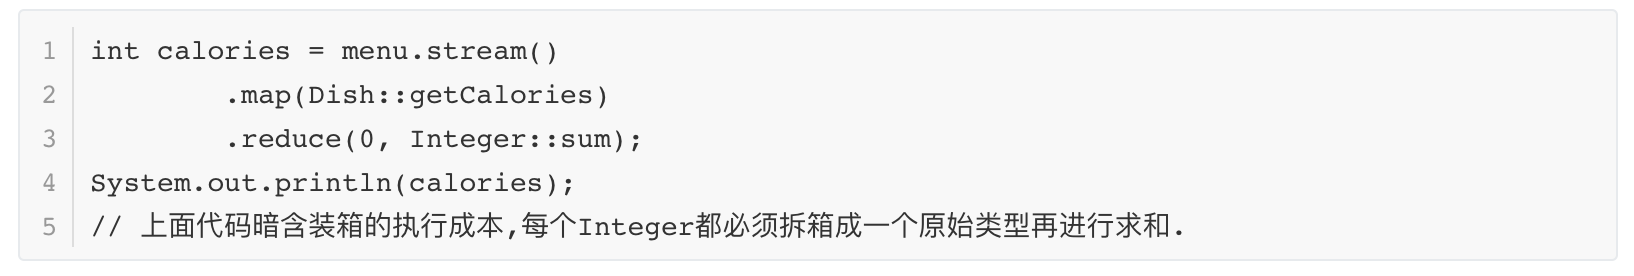 1 int calories = menu.stream()
2         .map(Dish::getCalories)
3         .reduce(0, Integer::sum);
4 System.out.println(calories);
5 // 上面代码暗含装箱的执行成本,每个Integer都必须拆箱成一个原始类型再进行求和.